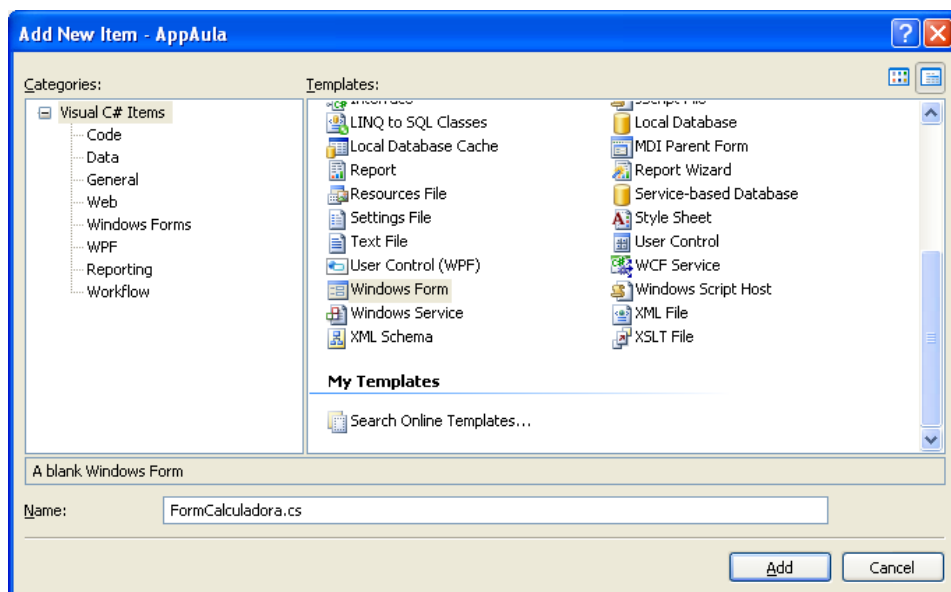 Add New Item - AppAula
Categories:
Templates:
Visual C# Items
Code
Data
General
Web
Windows Forms
WPF
Reporting
Workflow
LINQ to SQL Classes
Local Database
Local Database Cache
MDI Parent Form
Report
Report Wizard
Resources File
Service-based Database
Settings File
Style Sheet
Text File
User Control
User Control (WPF)
WCF Service
Windows Form
Windows Script Host
Windows Service
XML File
XML Schema
XSLT File
My Templates
Search Online Templates...
A blank Windows Form
Name:
FormCalculadora.cs
Add
Cancel